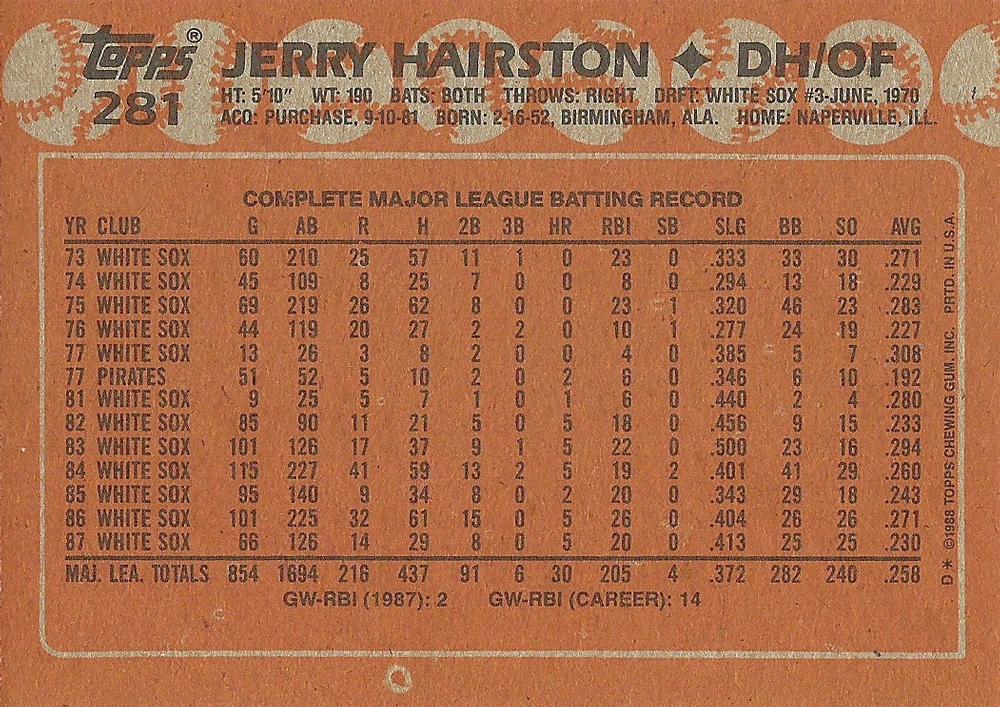 Topps® JERRY HAIRSTON ✦ DH/OF
281 HT: 5'10" WT: 190 BATS: BOTH THROWS: RIGHT DRFT: WHITE SOX #3-JUNE, 1970
ACQ: PURCHASE, 9-10-81 BORN: 2-16-52, BIRMINGHAM, ALA. HOME: NAPERVILLE, ILL.
COMPLETE MAJOR LEAGUE BATTING RECORD
YR CLUB G AB R H 2B 3B HR RBI SB SLG BB SO AVG
73 WHITE SOX 60 210 25 57 11 1 0 23 0 .333 33 30 .271
74 WHITE SOX 45 109 8 25 7 0 0 8 0 .294 13 18 .229
75 WHITE SOX 69 219 26 62 8 0 0 23 1 .320 46 23 .283
76 WHITE SOX 44 119 20 27 2 2 0 10 1 .277 24 19 .227
77 WHITE SOX 13 26 3 8 2 0 0 4 0 .385 5 7 .308
77 PIRATES 51 52 5 10 2 0 2 6 0 .346 6 10 .192
81 WHITE SOX 9 25 5 7 1 0 1 6 0 .440 2 4 .280
82 WHITE SOX 85 90 11 21 5 0 5 18 0 .456 9 15 .233
83 WHITE SOX 101 126 17 37 9 1 5 22 0 .500 23 16 .294
84 WHITE SOX 115 227 41 59 13 2 5 19 2 .401 41 29 .260
85 WHITE SOX 95 140 9 34 8 0 2 20 0 .343 29 18 .243
86 WHITE SOX 101 225 32 61 15 0 5 26 0 .404 26 26 .271
87 WHITE SOX 66 126 14 29 8 0 5 20 0 .413 25 25 .230
MAJ. LEA. TOTALS 854 1694 216 437 91 6 30 205 4 .372 282 240 .258
GW-RBI (1987): 2 GW-RBI (CAREER): 14
D* ©1988 TOPPS CHEWING GUM, INC. PRTD. IN U.S.A.